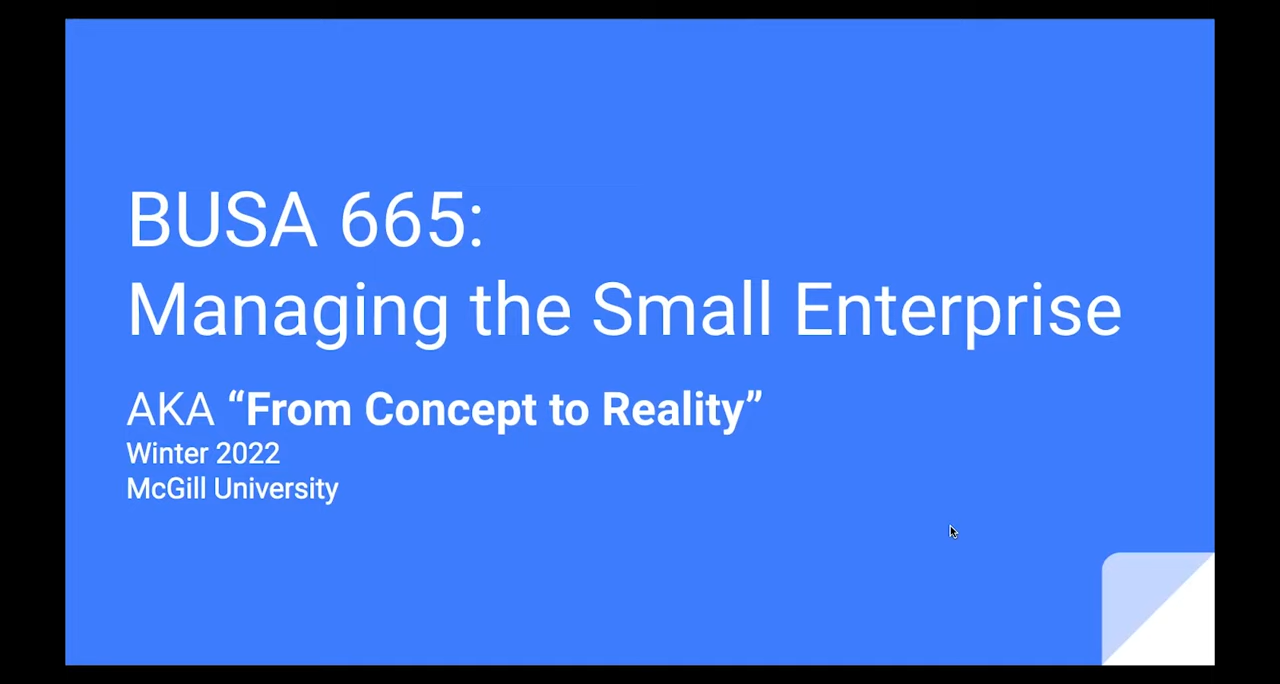 BUSA 665:
Managing the Small Enterprise
AKA “From Concept to Reality”
Winter 2022
McGill University